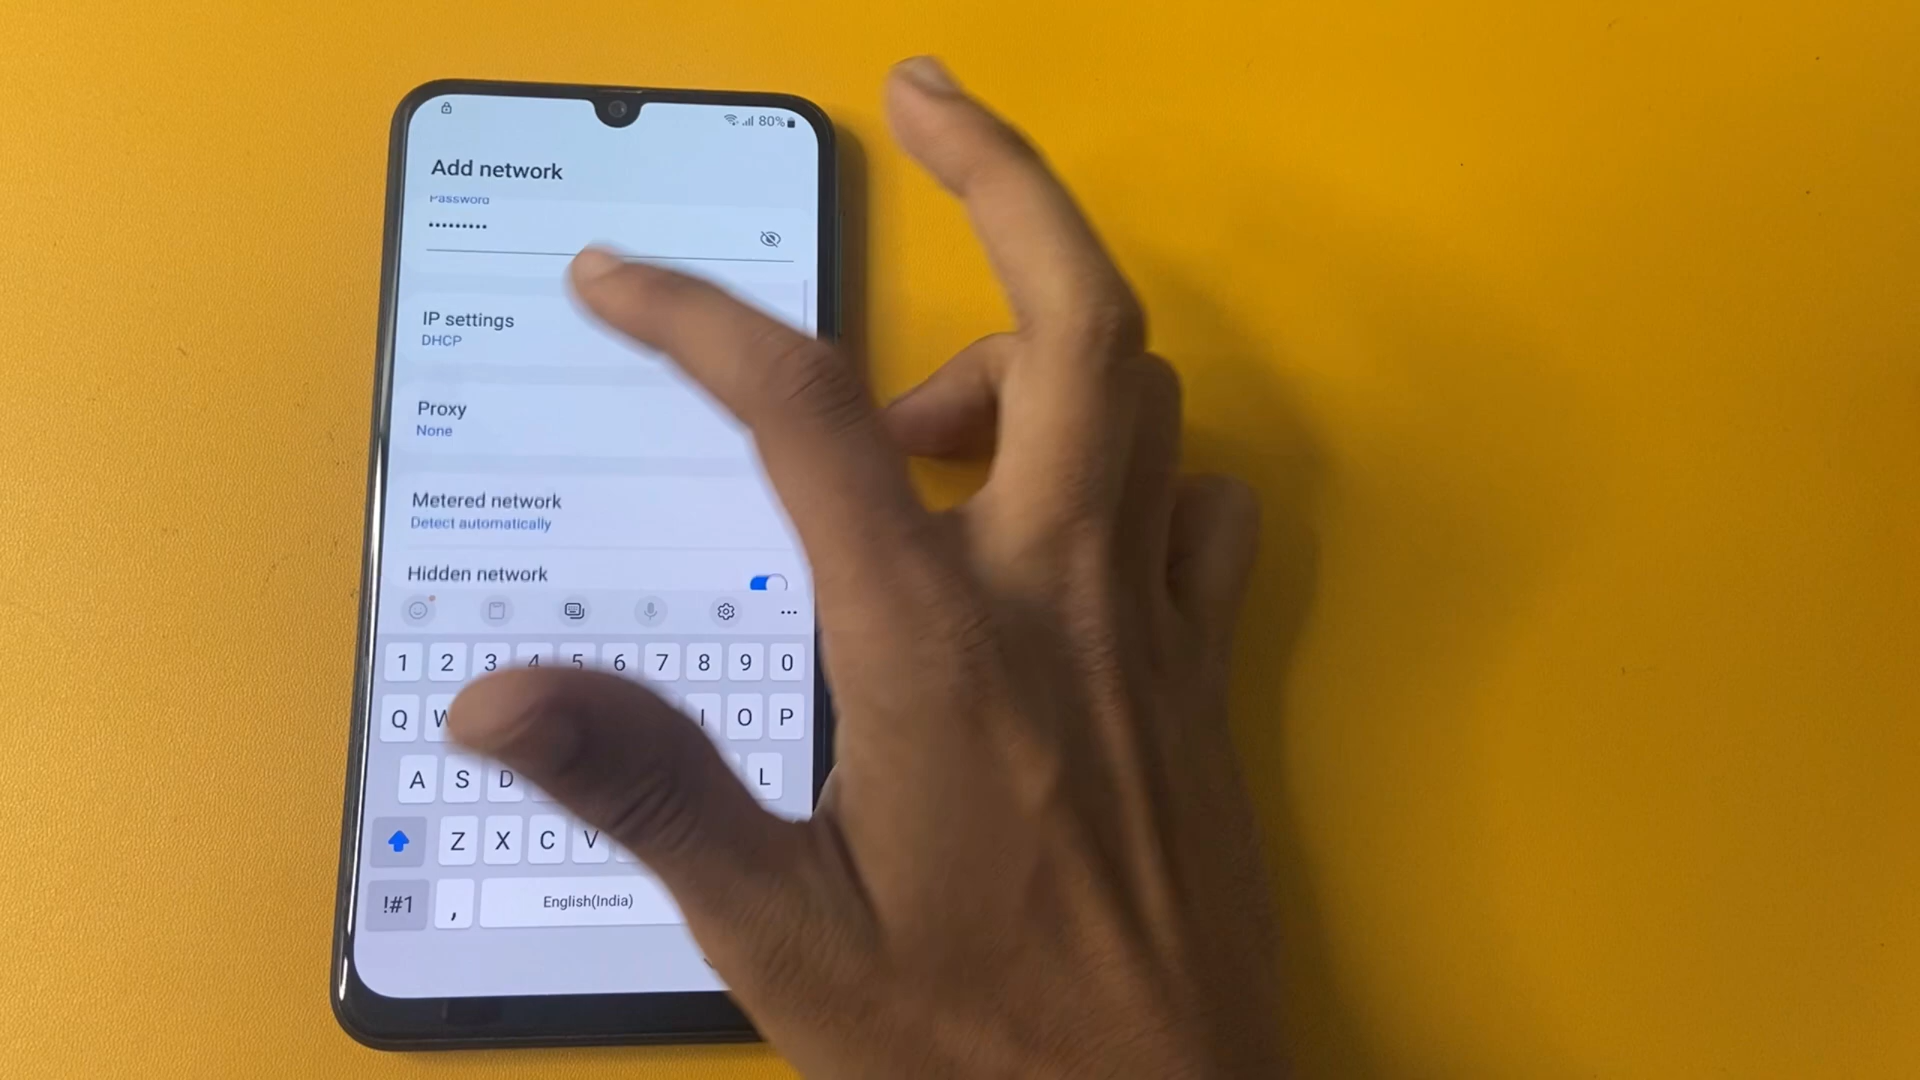 80%
Add network
Password
•••••••••
IP settings
DHCP
Proxy
None
Metered network
Detect automatically
Hidden network
1 2 3 4 5 6 7 8 9 0
Q W I O P
A S D L
Z X C V
!#1 , English(India)